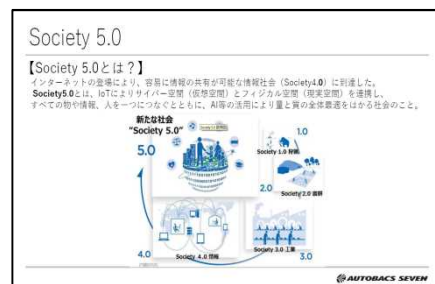 Society 5.0
【Society 5.0とは？】
インターネットの登場により、容易に情報の共有が可能な情報社会（Society4.0）に到達した。
Society5.0とは、IoTによりサイバー空間（仮想空間）とフィジカル空間（現実空間）を連携し、
すべての物や情報、人を一つにつなぐとともに、AI等の活用により量と質の全体最適をはかる社会のこと。
新たな社会
"Society 5.0"
5.0
1.0
Society 1.0 狩猟
2.0
Society 2.0 農耕
4.0
Society 4.0 情報
Society 3.0 工業
3.0
AUTOBACS SEVEN